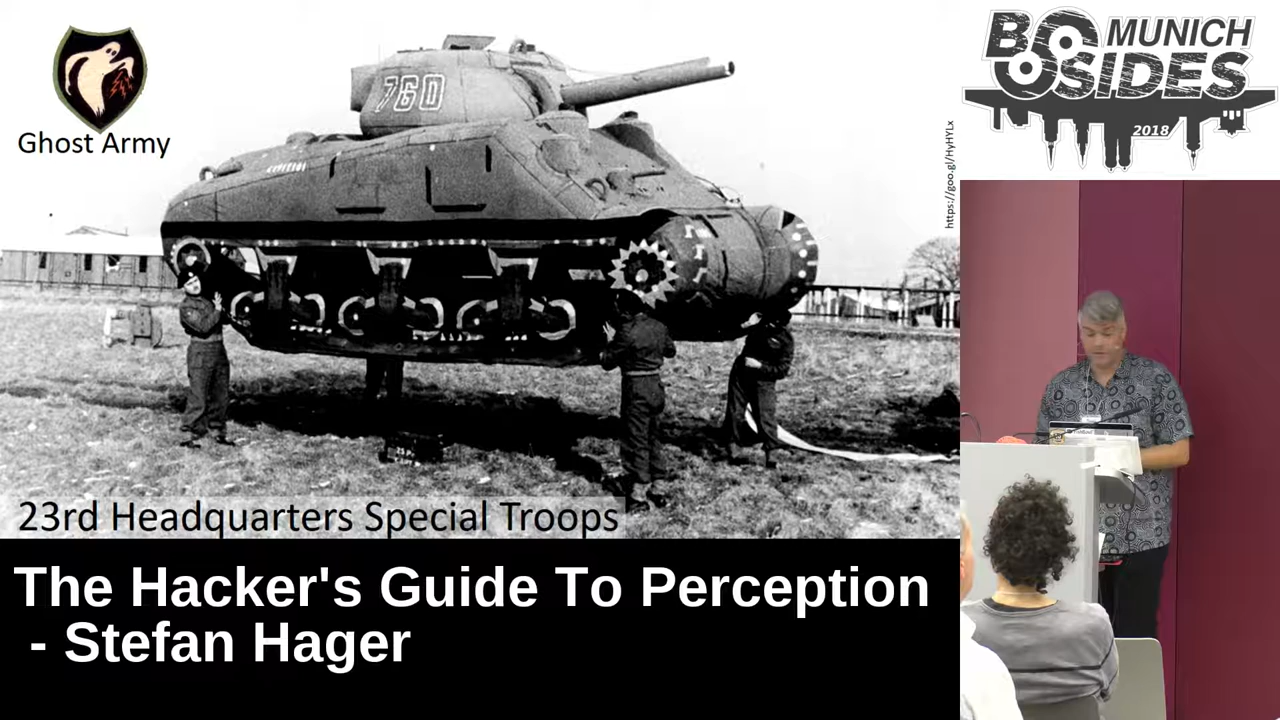 Ghost Army
760
https://goo.gl/HyHYLx
23rd Headquarters Special Troops
The Hacker's Guide To Perception
- Stefan Hager
BSIDES MUNICH
2018